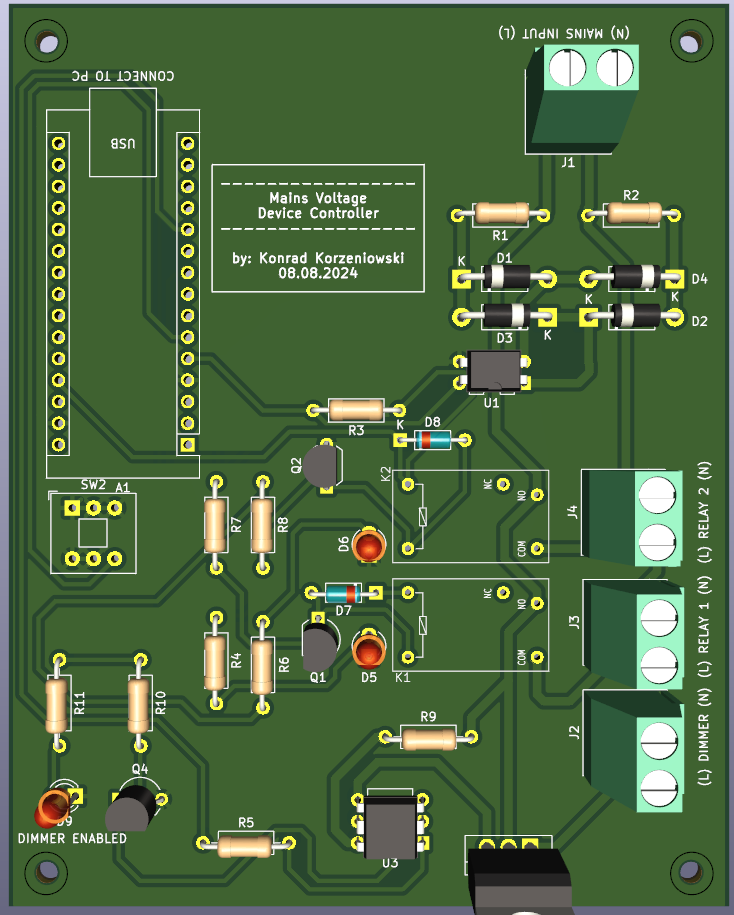 (N) MAINS INPUT (L)
CONNECT TO PC
USB
J1
Mains Voltage
Device Controller
by: Konrad Korzeniowski
08.08.2024
R1
R2
K
D1
D4
K
K
D3
K
D2
U1
R3
K
D8
Q2
K2
NC
NO
COM
SW2
A1
R7
R8
D6
J4
(L) RELAY 2 (N)
D7
NC
NO
COM
K1
J3
(L) RELAY 1 (N)
R4
R6
Q1
D5
R11
R10
R9
J2
(L) DIMMER (N)
Q4
D9
DIMMER ENABLED
R5
U3